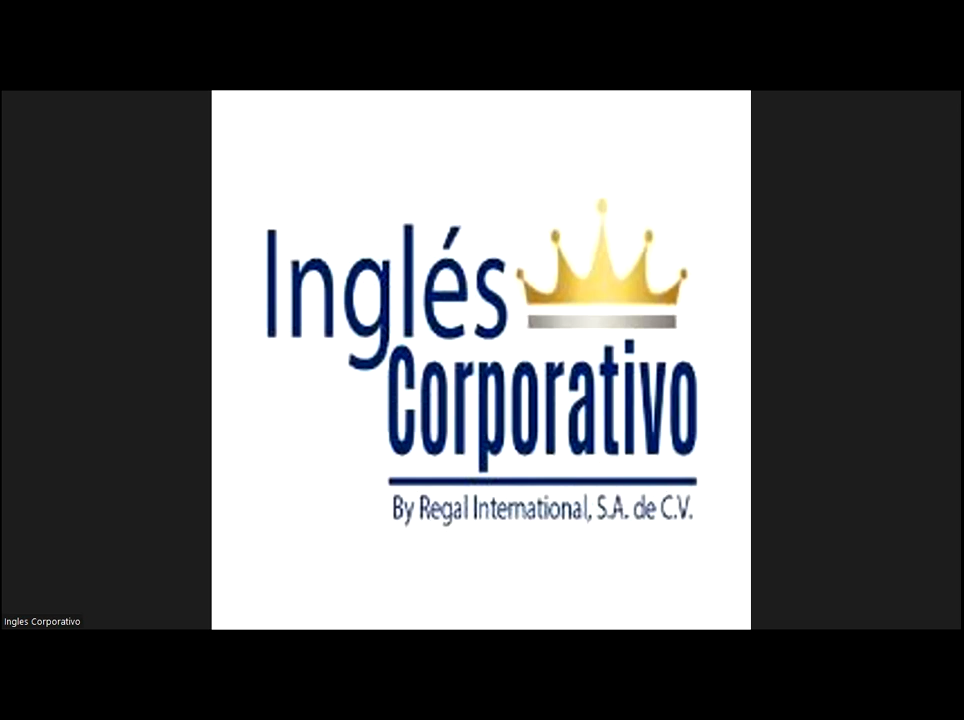 Inglés
Corporativo
By Regal International, S.A. de C.V.
Ingles Corporativo